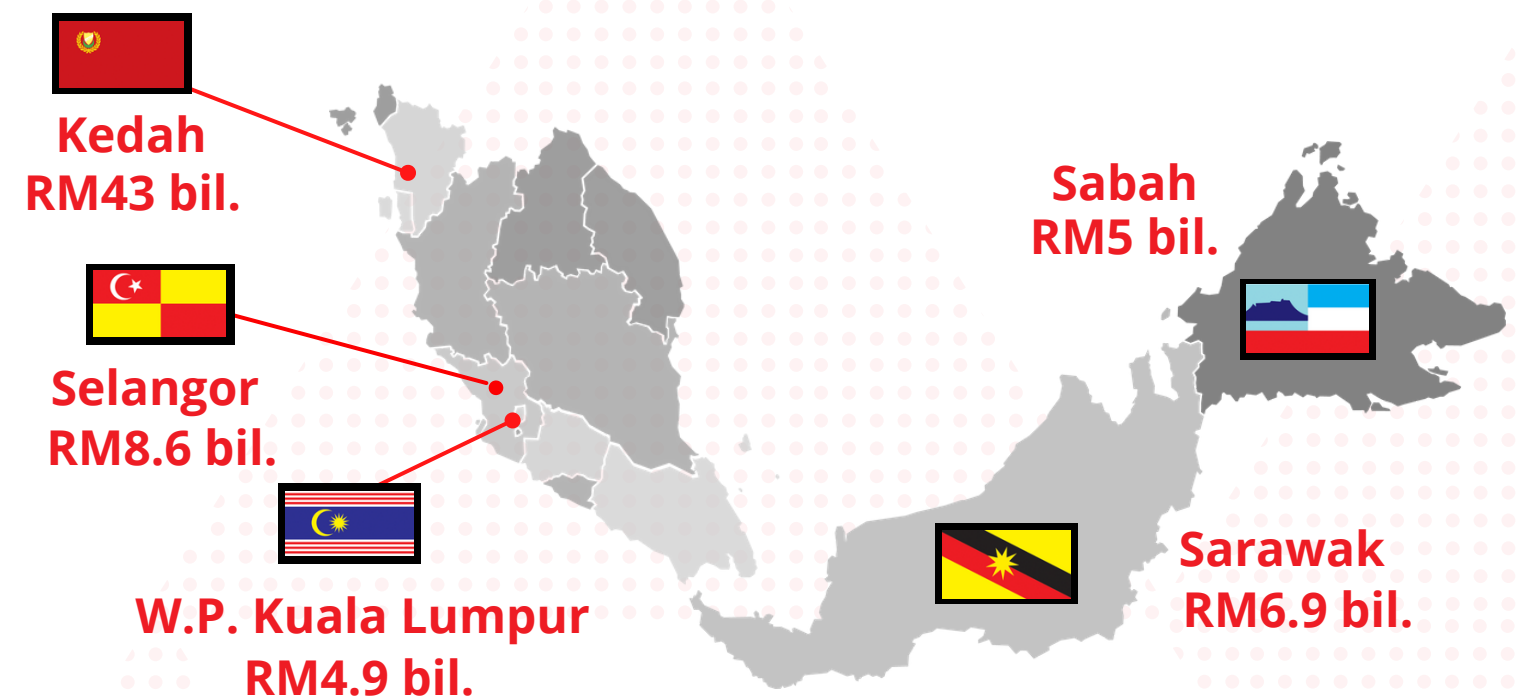 Kedah
RM43 bil.
Selangor
RM8.6 bil.
W.P. Kuala Lumpur
RM4.9 bil.
Sabah
RM5 bil.
Sarawak
RM6.9 bil.